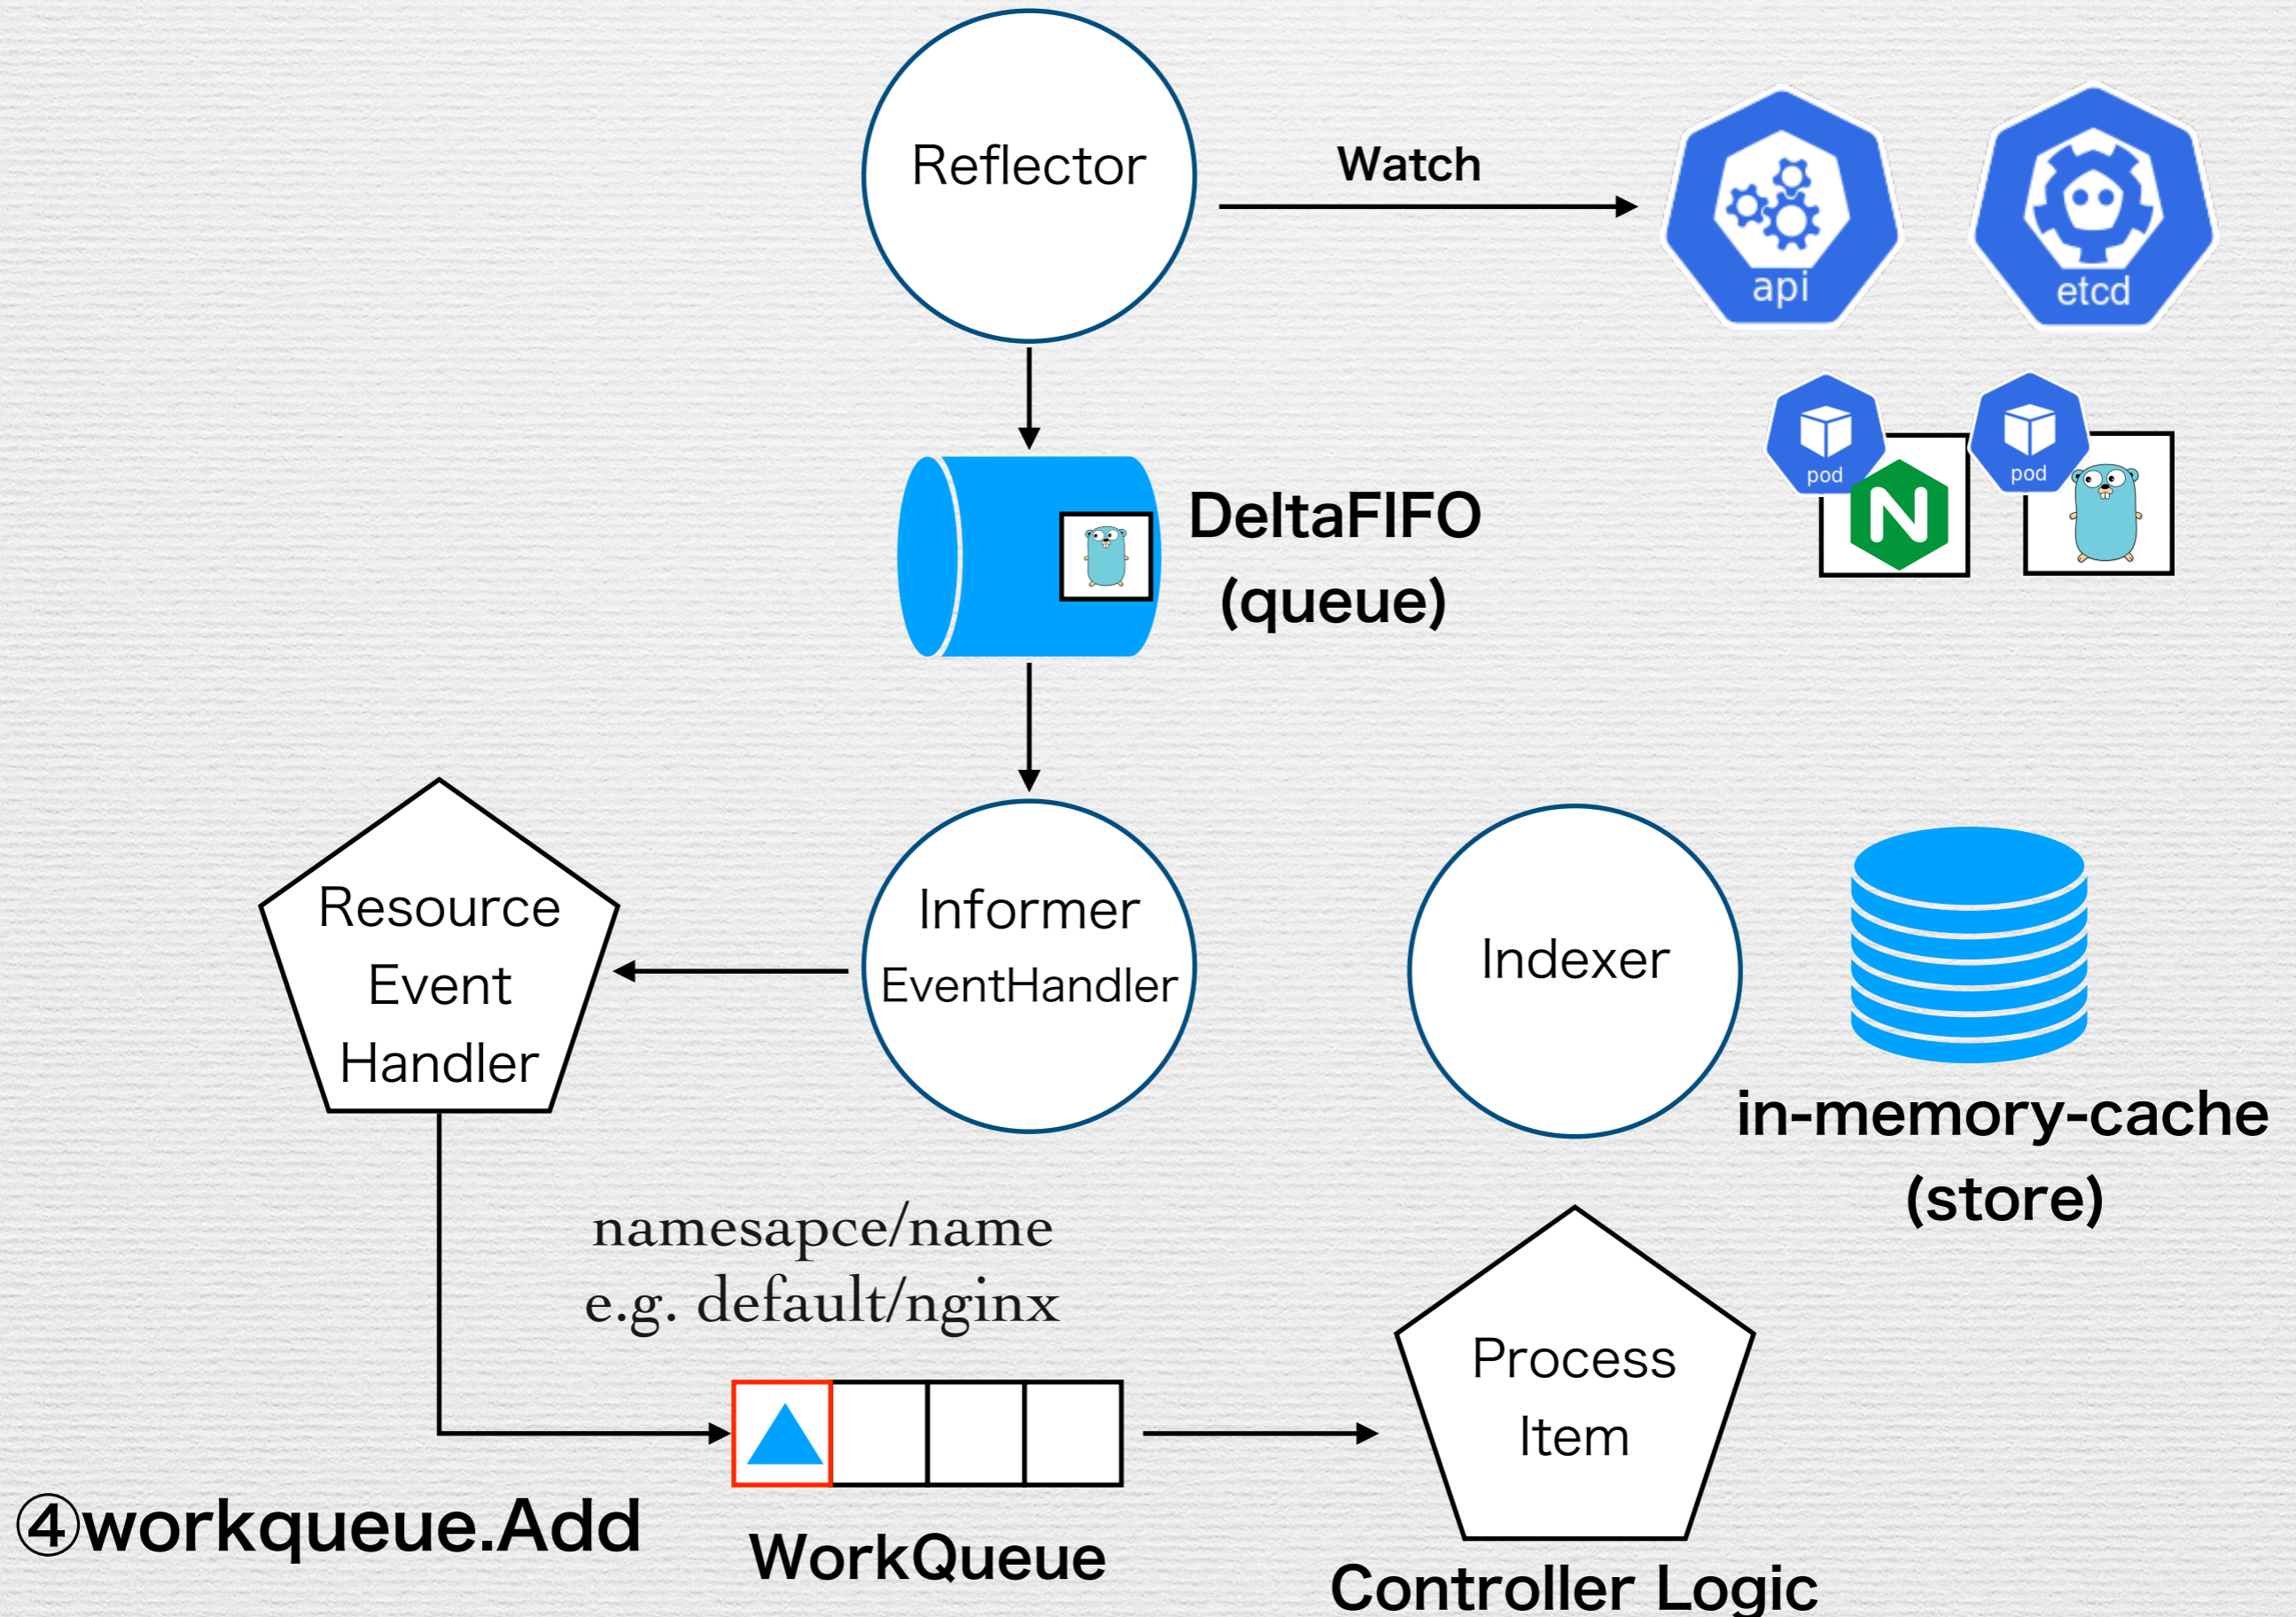 Reflector
Watch
api
etcd
pod
pod
N
DeltaFIFO
(queue)
Resource
Event
Handler
Informer
EventHandler
Indexer
in-memory-cache
(store)
namesapce/name
e.g. default/nginx
Process
Item
④workqueue.Add
WorkQueue
Controller Logic